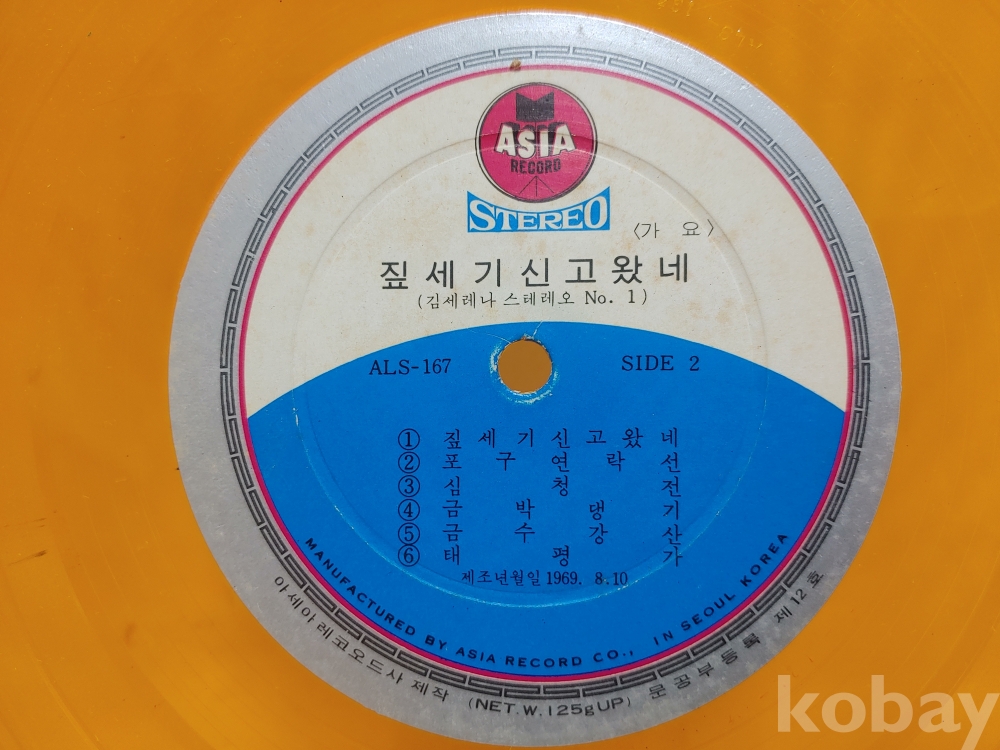 ASIA
RECORD
STEREO
〈가 요〉
짚세기신고왔네
(김세레나 스테레오 No. 1)
ALS-167
SIDE 2
① 짚세기신고왔네
② 포구연락선
③ 심청전
④ 금박댕기
⑤ 금수강산
⑥ 태평가
제조년월일 1969. 8. 10
MANUFACTURED BY ASIA RECORD CO., IN SEOUL KOREA
아세아레코오드사 제작 (NET. W. 125g UP) 문공부등록 제12호
kobay